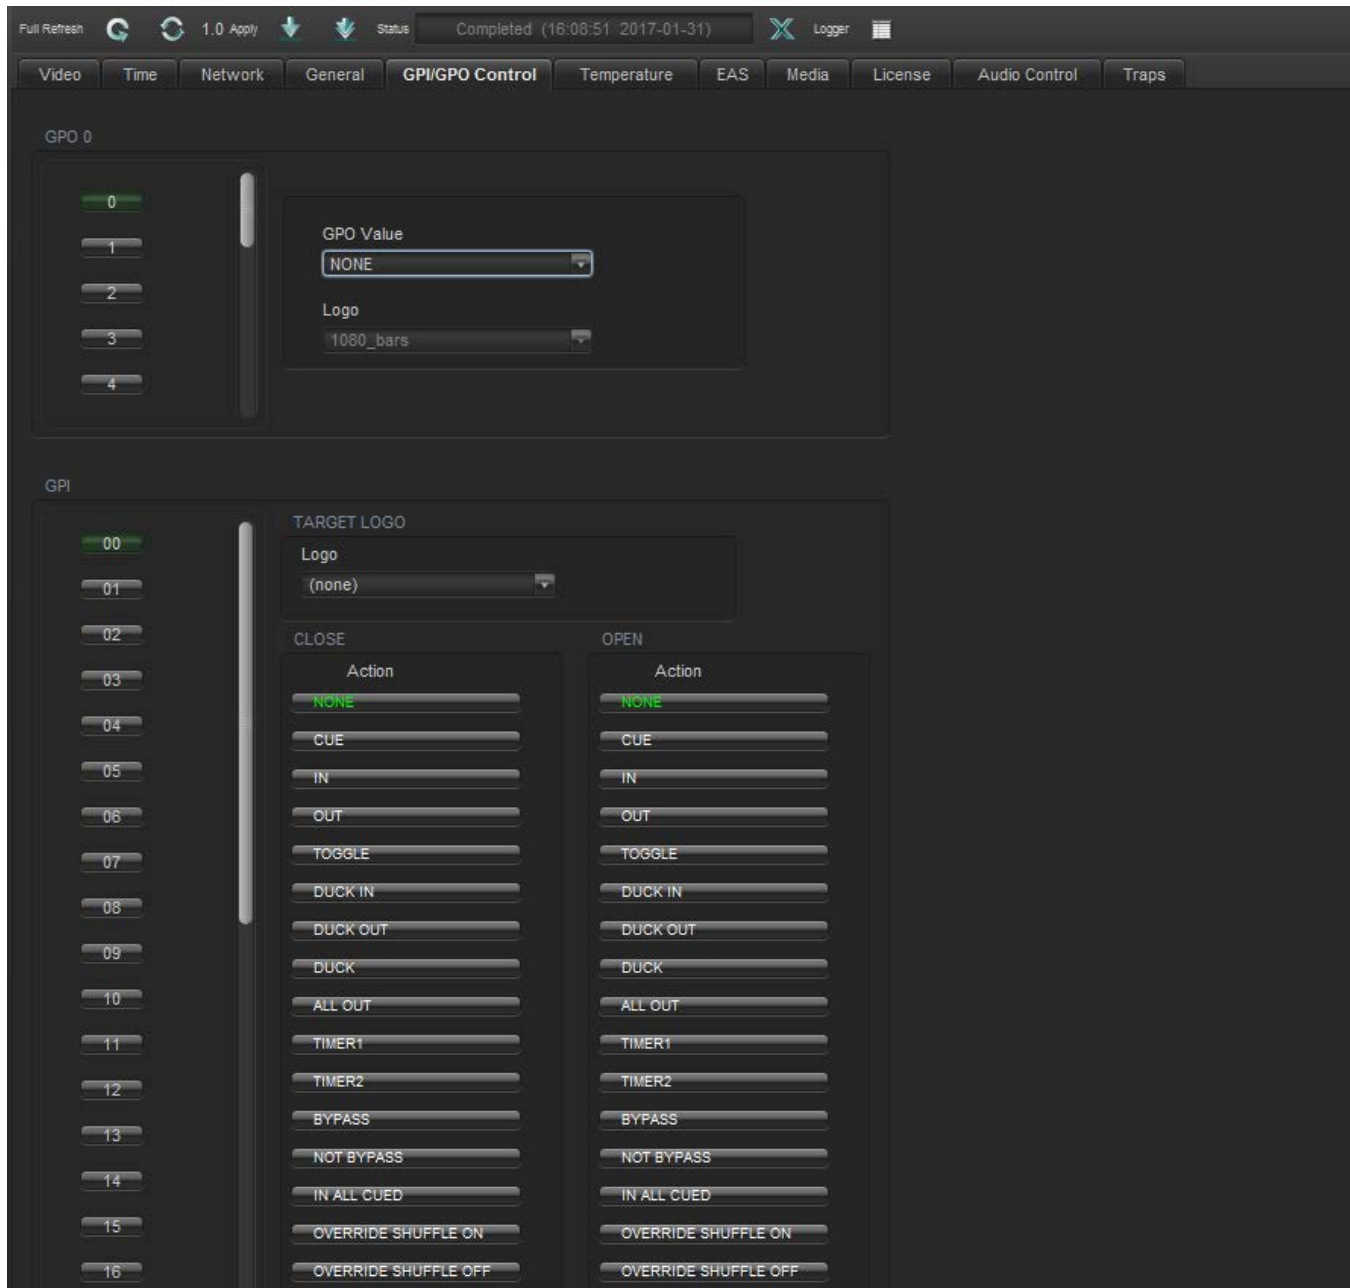 Full Refresh 1.0 Apply Status Completed (16:08:51 2017-01-31) Logger
Video Time Network General GPI/GPO Control Temperature EAS Media License Audio Control Traps
GPO 0
0
1
2
3
4
GPO Value
NONE
Logo
1080_bars
GPI
00
01
02
03
04
05
06
07
08
09
10
11
12
13
14
15
16
TARGET LOGO
Logo
(none)
CLOSE
Action
NONE
CUE
IN
OUT
TOGGLE
DUCK IN
DUCK OUT
DUCK
ALL OUT
TIMER1
TIMER2
BYPASS
NOT BYPASS
IN ALL CUED
OVERRIDE SHUFFLE ON
OVERRIDE SHUFFLE OFF
OPEN
Action
NONE
CUE
IN
OUT
TOGGLE
DUCK IN
DUCK OUT
DUCK
ALL OUT
TIMER1
TIMER2
BYPASS
NOT BYPASS
IN ALL CUED
OVERRIDE SHUFFLE ON
OVERRIDE SHUFFLE OFF